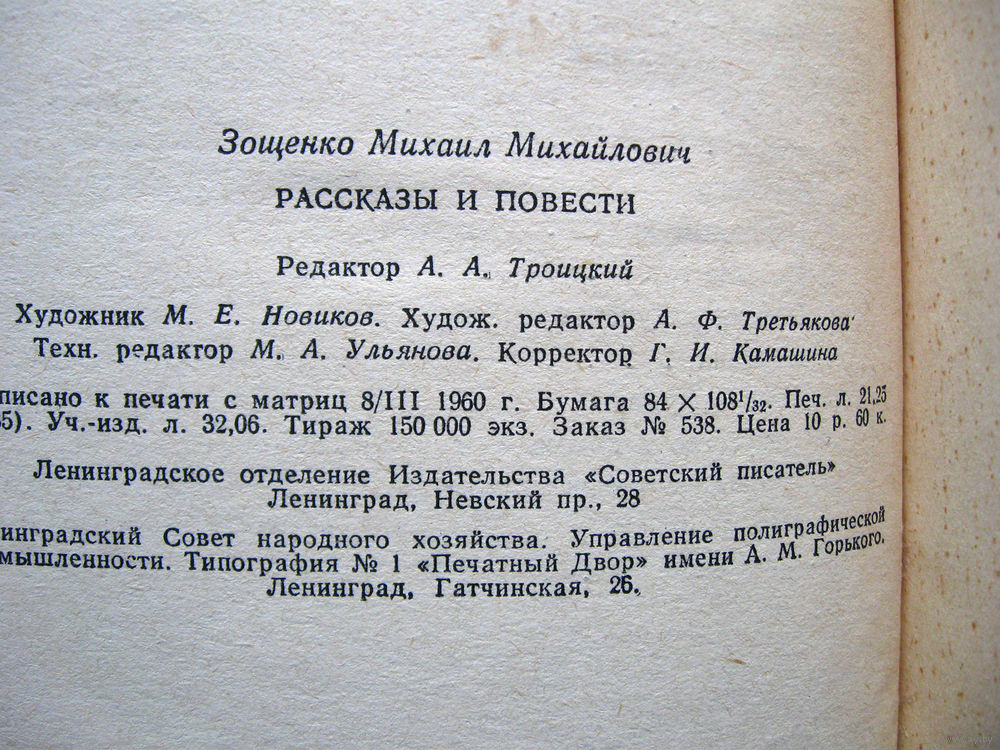 Зощенко Михаил Михайлович
РАССКАЗЫ И ПОВЕСТИ
Редактор А. А. Троицкий
Художник М. Е. Новиков. Худож. редактор А. Ф. Третьякова
Техн. редактор М. А. Ульянова. Корректор Г. И. Камашина
писано к печати с матриц 8/III 1960 г. Бумага 84 × 108¹/₃₂. Печ. л. 21,25
5). Уч.-изд. л. 32,06. Тираж 150 000 экз. Заказ № 538. Цена 10 р. 60 к.
Ленинградское отделение Издательства «Советский писатель»
Ленинград, Невский пр., 28
инградский Совет народного хозяйства. Управление полиграфической
мышленности. Типография № 1 «Печатный Двор» имени А. М. Горького.
Ленинград, Гатчинская, 26.